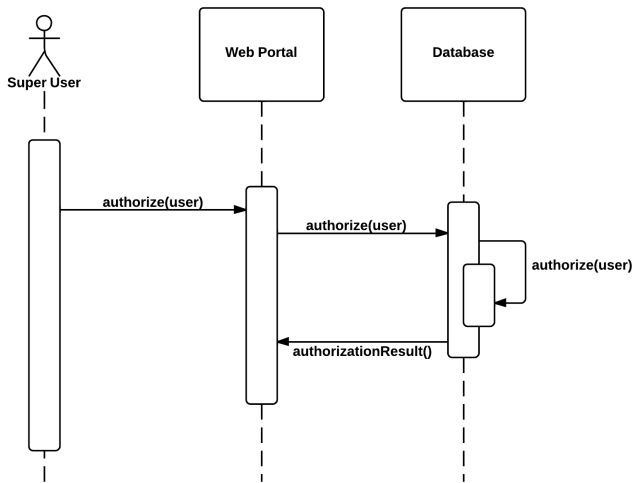 Super User
Web Portal
Database
authorize(user)
authorize(user)
authorize(user)
authorizationResult()